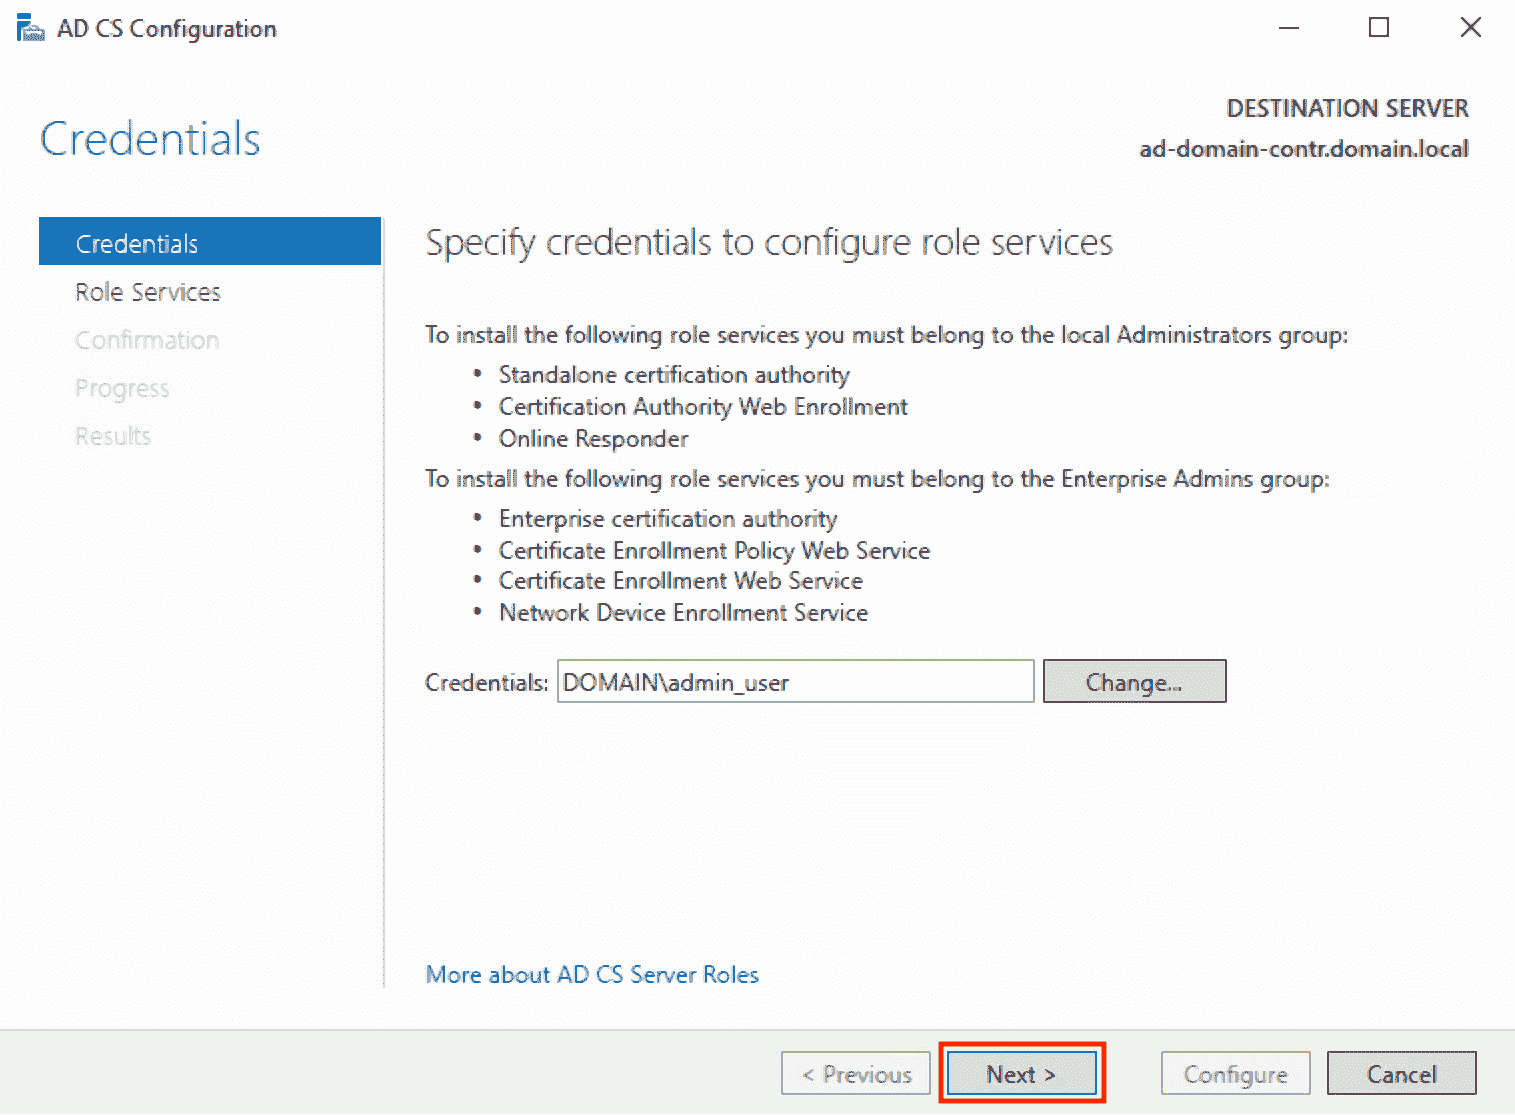 AD CS Configuration
Credentials
DESTINATION SERVER
ad-domain-contr.domain.local
Credentials
Role Services
Confirmation
Progress
Results
Specify credentials to configure role services
To install the following role services you must belong to the local Administrators group:
• Standalone certification authority
• Certification Authority Web Enrollment
• Online Responder
To install the following role services you must belong to the Enterprise Admins group:
• Enterprise certification authority
• Certificate Enrollment Policy Web Service
• Certificate Enrollment Web Service
• Network Device Enrollment Service
Credentials: DOMAIN\admin_user Change...
More about AD CS Server Roles
< Previous Next > Configure Cancel